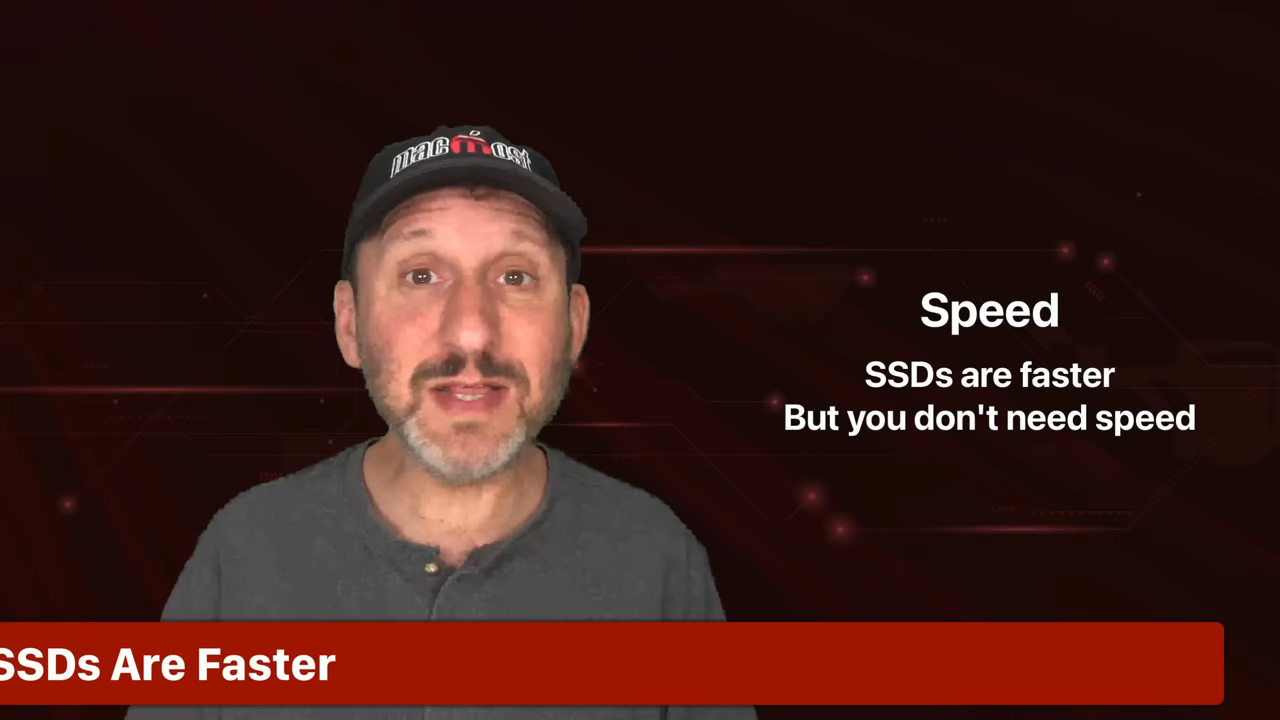 macmost
Speed
SSDs are faster
But you don't need speed
SSDs Are Faster